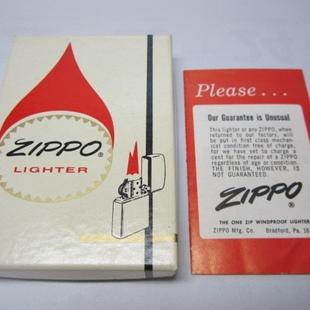 ZIPPO®
LIGHTER
Please...
Our Guarantee is Unusual
This lighter or any ZIPPO, when
returned to our factory, will
be put in first class mechan-
ical condition free of charge,
for we have yet to charge a
cent for the repair of a ZIPPO
regardless of age or condition.
THE FINISH, HOWEVER, IS
NOT GUARANTEED.
ZIPPO®
THE ONE ZIP WINDPROOF LIGHTER
ZIPPO Mfg. Co. Bradford, Pa. 16